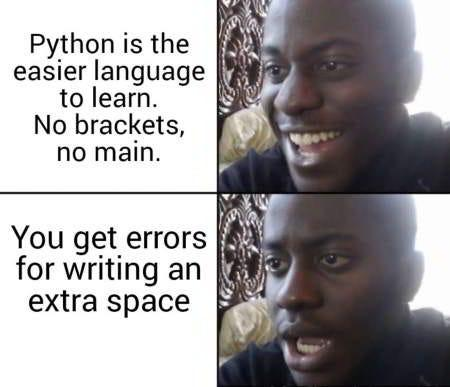 Python is the
easier language
to learn.
No brackets,
no main.
You get errors
for writing an
extra space